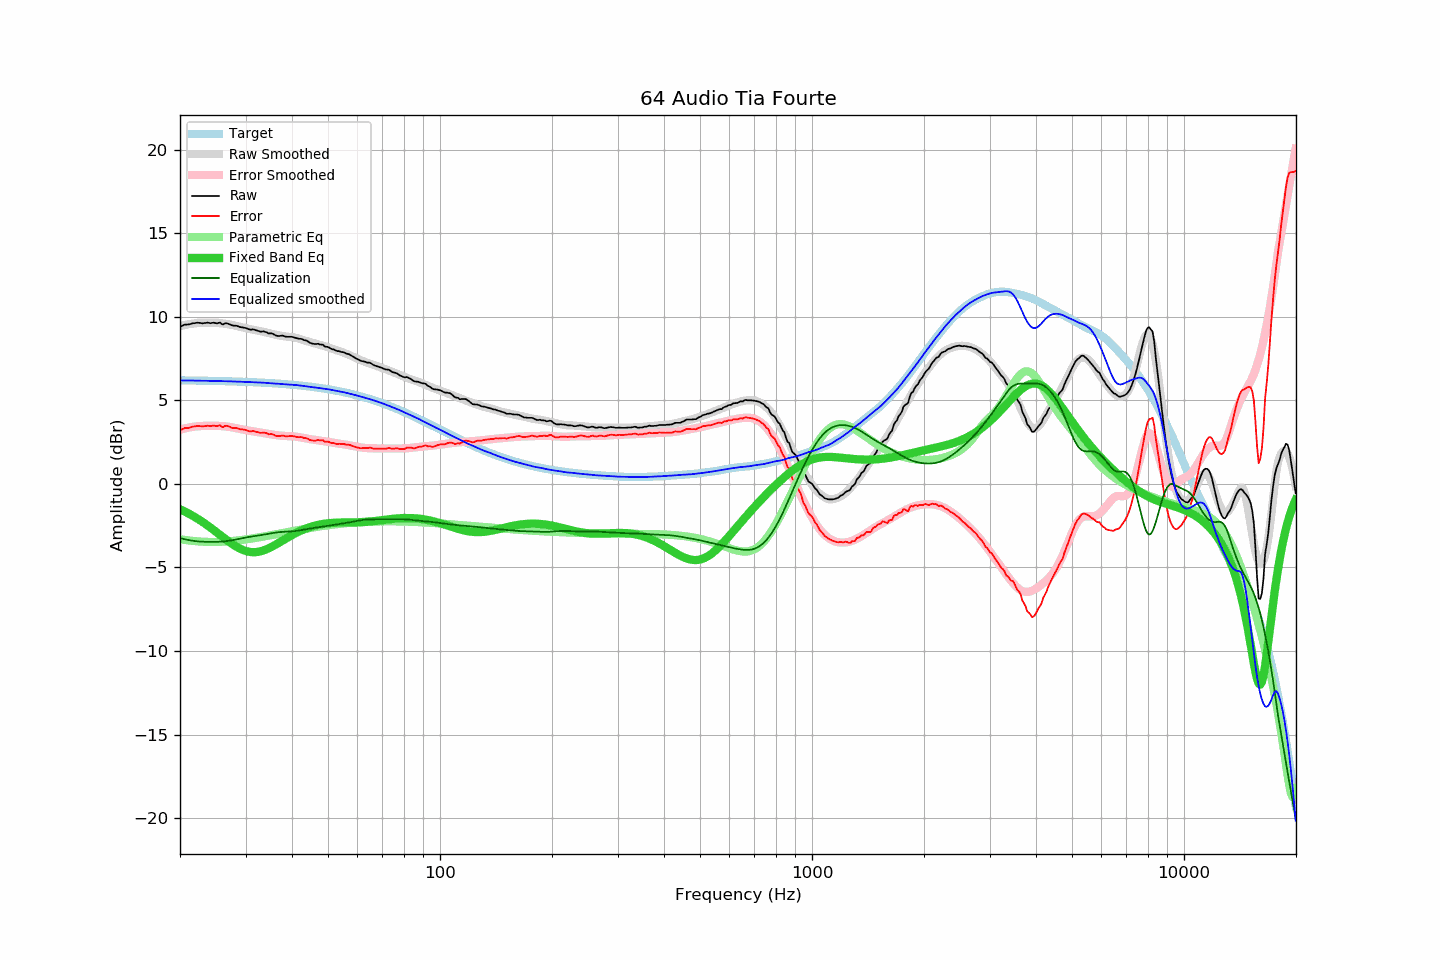 64 Audio Tia Fourte
Target
Raw Smoothed
Error Smoothed
Raw
Error
Parametric Eq
Fixed Band Eq
Equalization
Equalized smoothed
20
15
10
5
0
−5
−10
−15
−20
Amplitude (dBr)
100
1000
10000
Frequency (Hz)